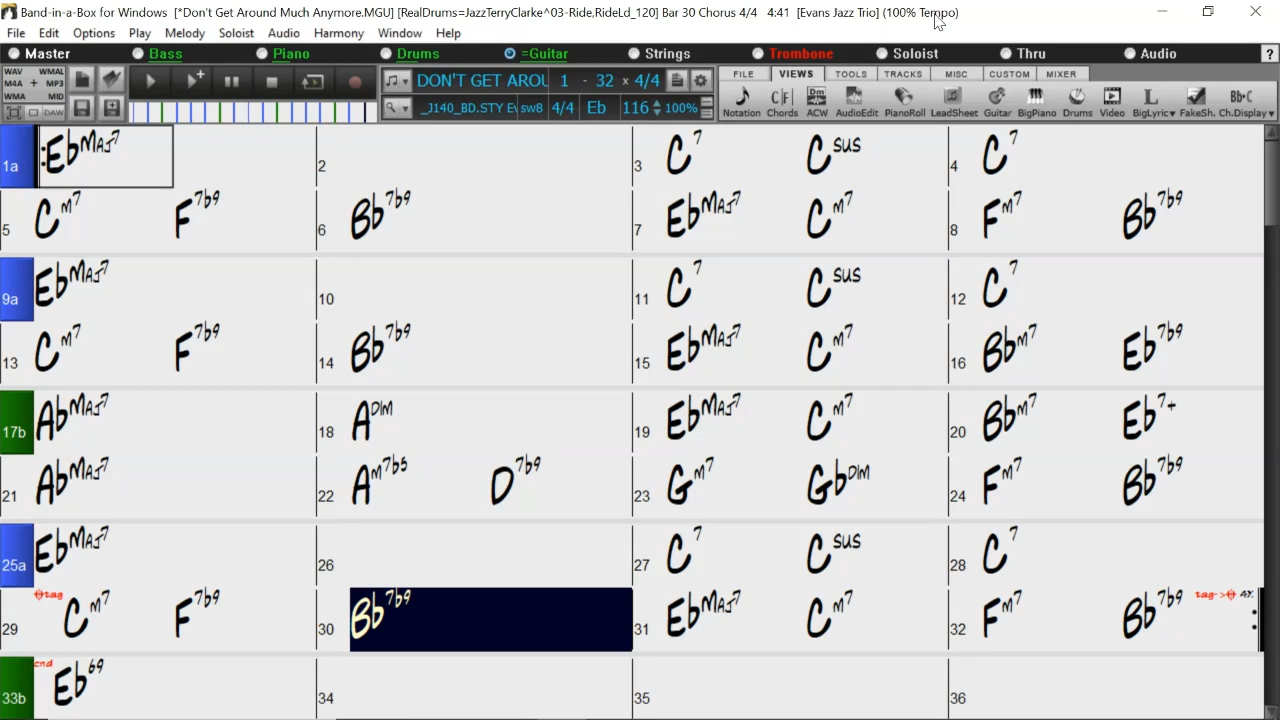 Band-in-a-Box for Windows [*Don't Get Around Much Anymore.MGU] [RealDrums=JazzTerryClarke^03-Ride,RideLd_120] Bar 30 Chorus 4/4 4:41 [Evans Jazz Trio] (100% Tempo)
File Edit Options Play Melody Soloist Audio Harmony Window Help
Master Bass Piano Drums =Guitar Strings Trombone Soloist Thru Audio ?
WAV WMAL
M4A + MP3
WMA MID
DAW
DON'T GET AROU 1 - 32 x 4/4
_J140_BD.STY Ev sw8 4/4 Eb 116 100%
FILE VIEWS TOOLS TRACKS MISC CUSTOM MIXER
Dm Bb•C
Notation Chords ACW AudioEdit PianoRoll LeadSheet Guitar BigPiano Drums Video BigLyric FakeSh. Ch.Display
1a :EbMAJ7 2 3 C7 Csus 4 C7
5 Cm7 F7b9 6 Bb7b9 7 EbMAJ7 Cm7 8 Fm7 Bb7b9
9a EbMAJ7 10 11 C7 Csus 12 C7
13 Cm7 F7b9 14 Bb7b9 15 EbMAJ7 Cm7 16 Bbm7 Eb7b9
17b AbMAJ7 18 ADIM 19 EbMAJ7 Cm7 20 Bbm7 Eb7+
21 AbMAJ7 22 Am7b5 D7b9 23 Gm7 GbDIM 24 Fm7 Bb7b9
25a EbMAJ7 26 27 C7 Csus 28 C7
tag tag-> 4X
29 Cm7 F7b9 30 Bb7b9 31 EbMAJ7 Cm7 32 Fm7 Bb7b9 :
end
33b Eb69 34 35 36